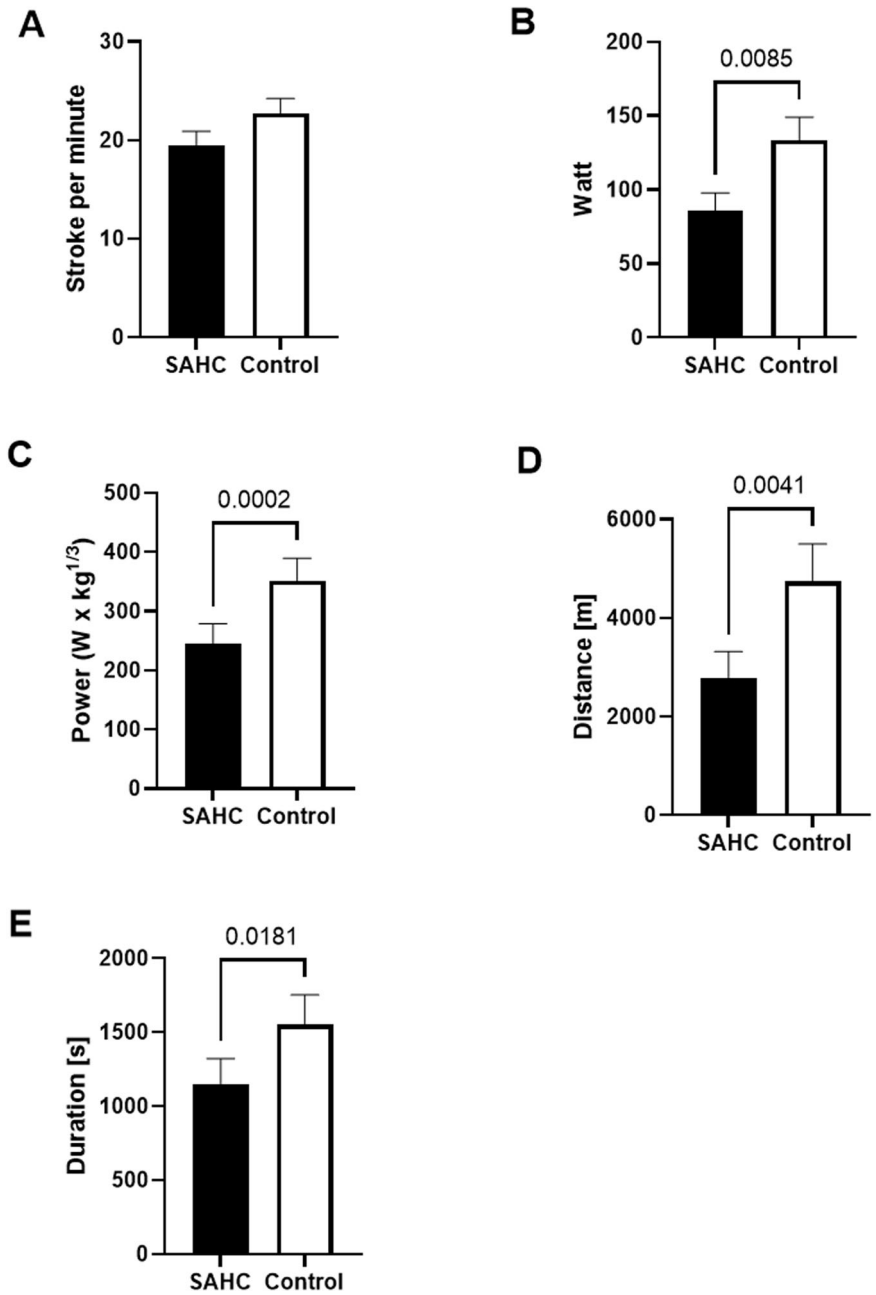 A
Stroke per minute
30
20
10
0
SAHC Control
B
Watt
200
150
100
50
0
0.0085
SAHC Control
C
Power (W x kg^1/3)
500
400
300
200
100
0
0.0002
SAHC Control
D
Distance [m]
6000
4000
2000
0
0.0041
SAHC Control
E
Duration [s]
2000
1500
1000
500
0
0.0181
SAHC Control